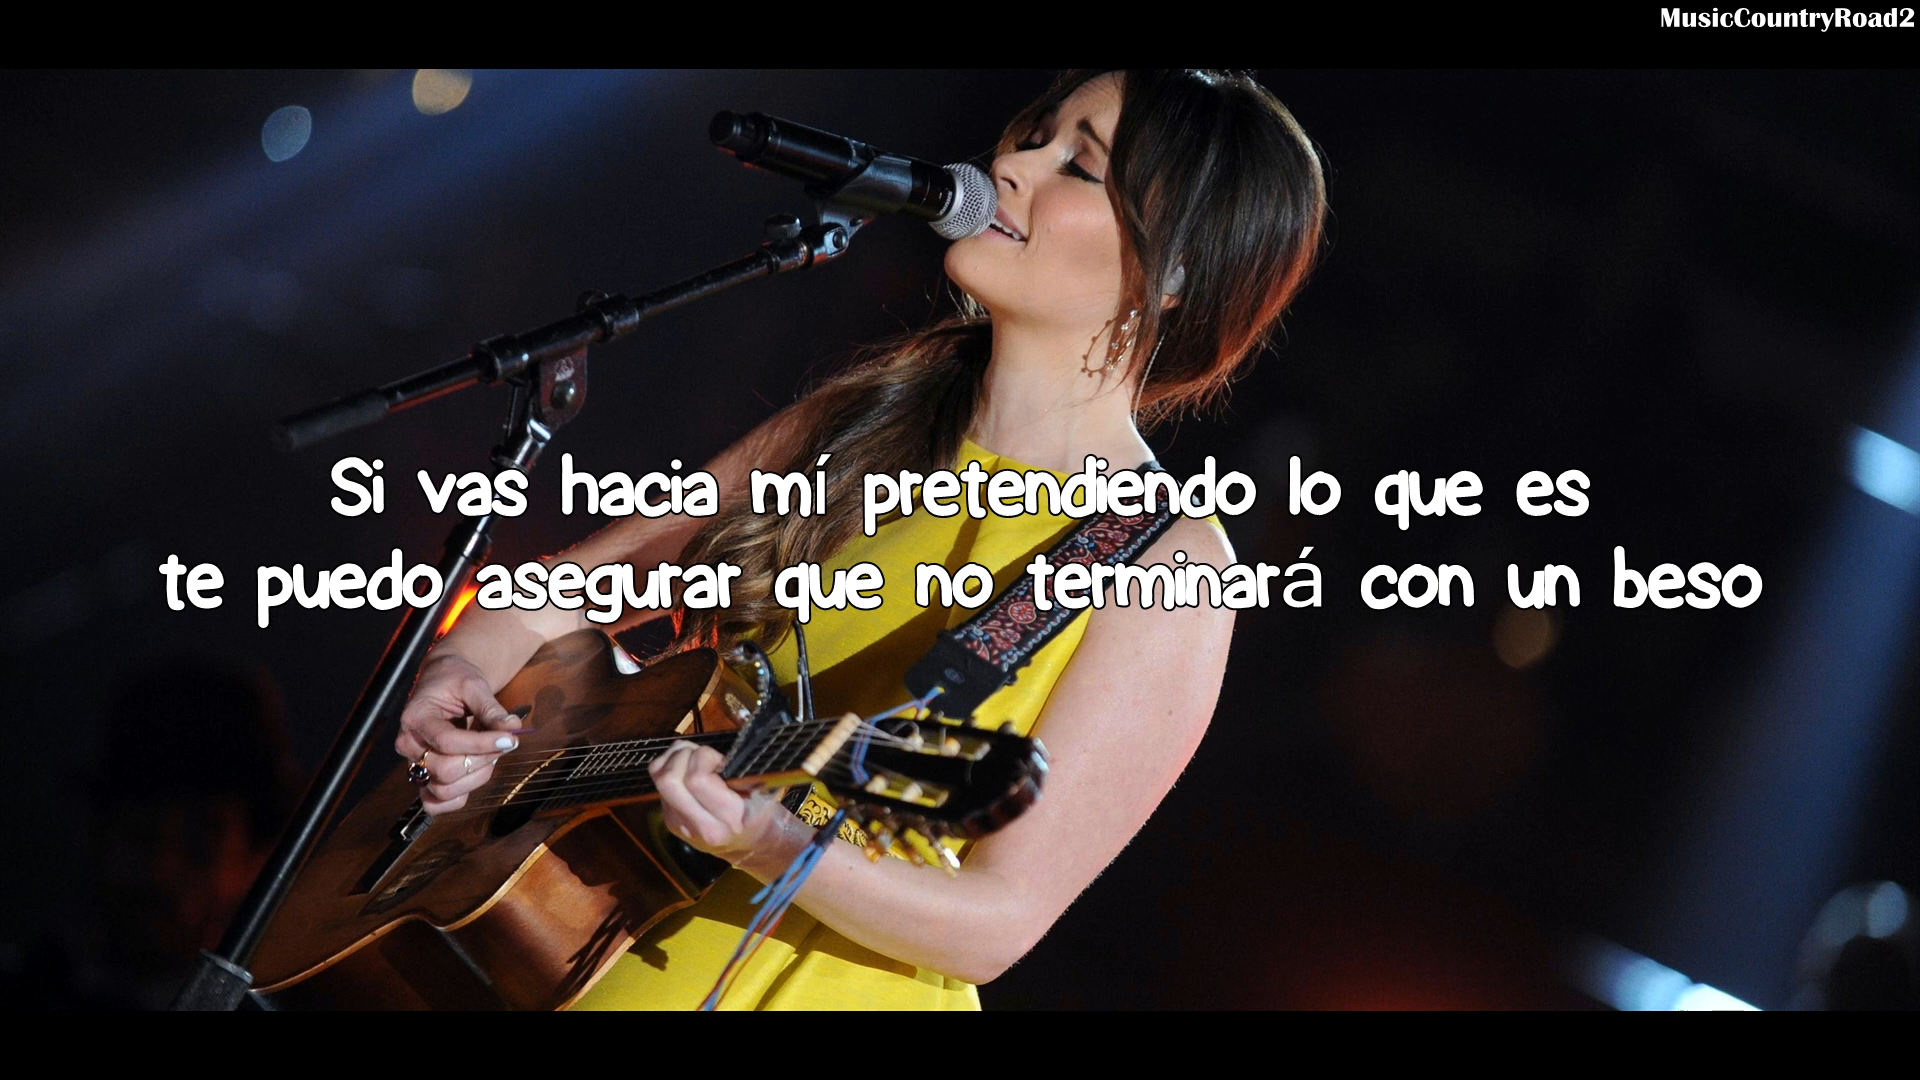 MusicCountryRoad2
Si vas hacia mí pretendiendo lo que es
te puedo asegurar que no terminará con un beso